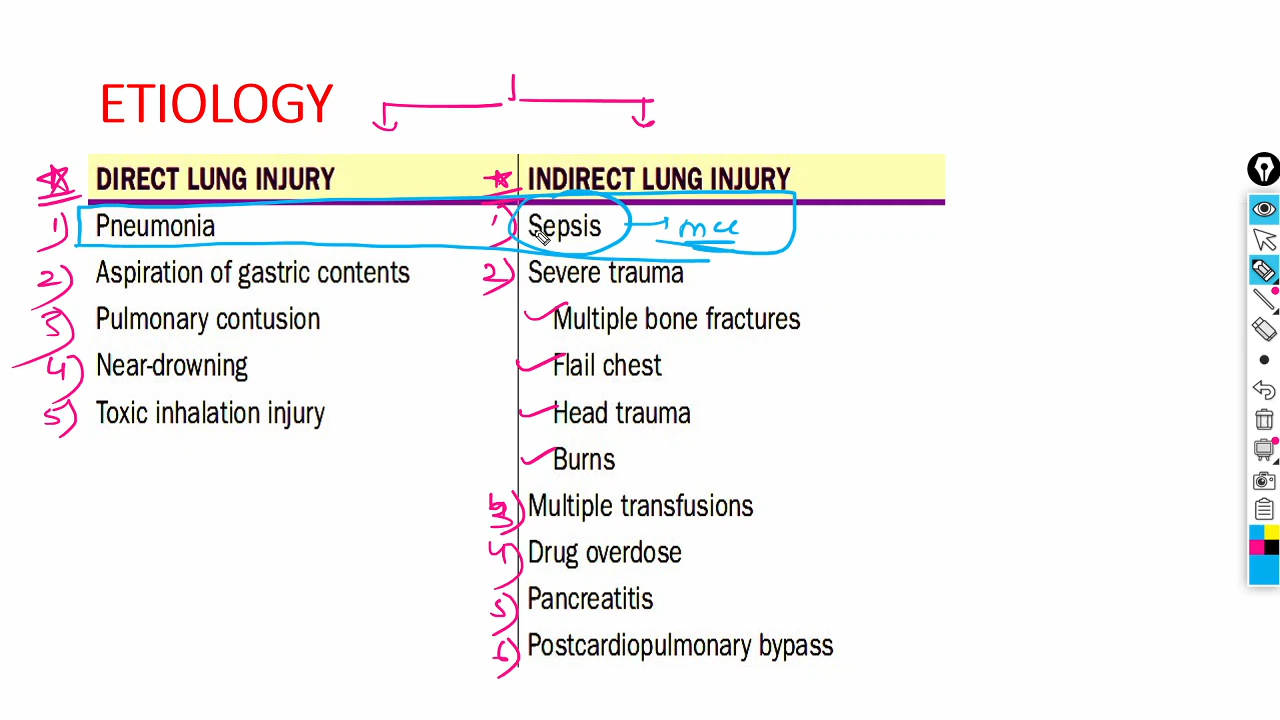 ETIOLOGY
DIRECT LUNG INJURY INDIRECT LUNG INJURY
1) Pneumonia 1) Sepsis → mcc
2) Aspiration of gastric contents 2) Severe trauma
3) Pulmonary contusion Multiple bone fractures
4) Near-drowning Flail chest
5) Toxic inhalation injury Head trauma
Burns
3) Multiple transfusions
4) Drug overdose
5) Pancreatitis
6) Postcardiopulmonary bypass